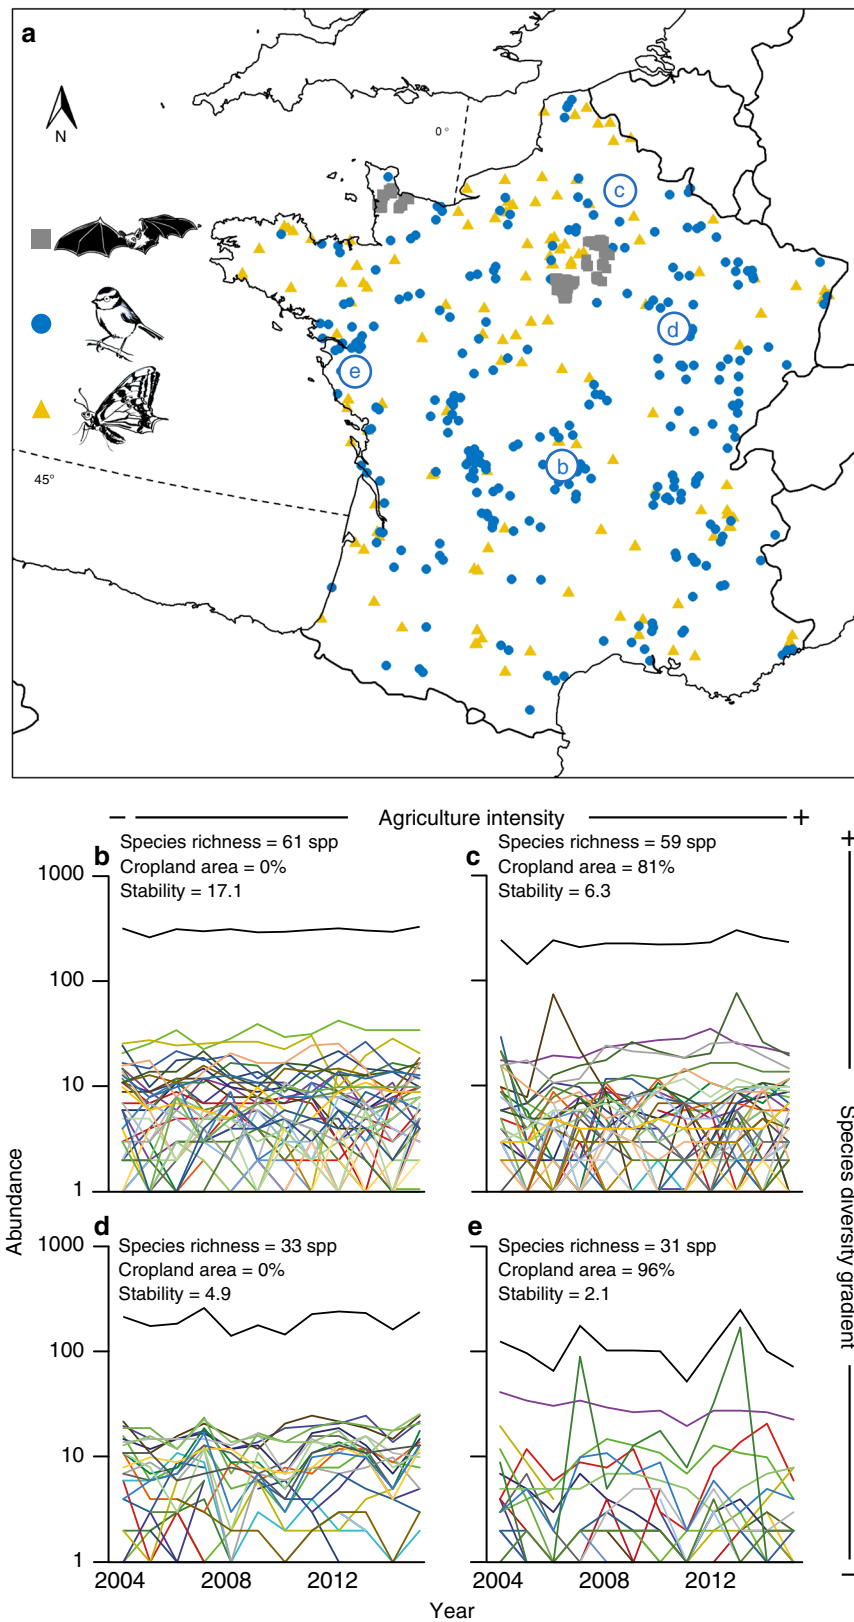 a
N
0°
45°
c
d
e
b
− Agriculture intensity +
b
Species richness = 61 spp
Cropland area = 0%
Stability = 17.1
c
Species richness = 59 spp
Cropland area = 81%
Stability = 6.3
1000
100
10
1
d
Species richness = 33 spp
Cropland area = 0%
Stability = 4.9
e
Species richness = 31 spp
Cropland area = 96%
Stability = 2.1
1000
100
10
1
Abundance
2004 2008 2012
2004 2008 2012
Year
+
Species diversity gradient
−